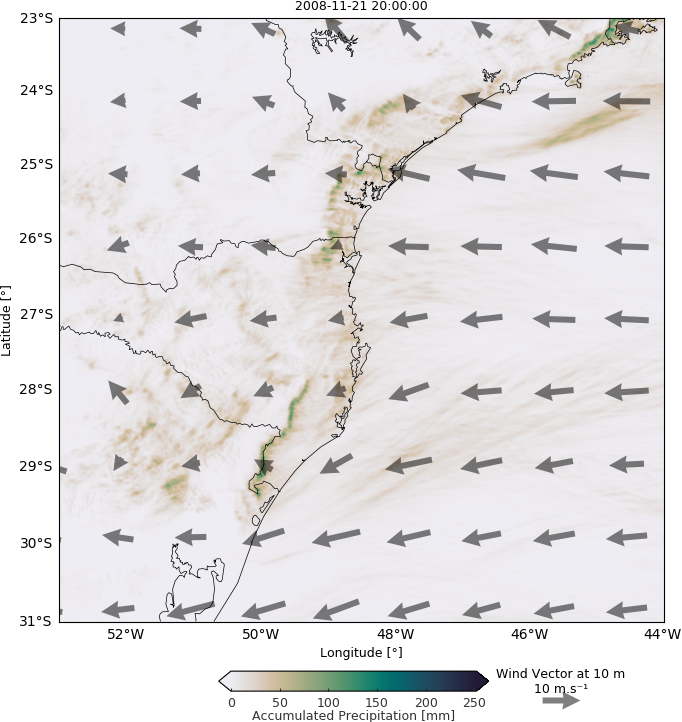 2008-11-21 20:00:00
23°S
24°S
25°S
26°S
27°S
28°S
29°S
30°S
31°S
Latitude [°]
52°W 50°W 48°W 46°W 44°W
Longitude [°]
0 50 100 150 200 250
Accumulated Precipitation [mm]
Wind Vector at 10 m
10 m.s⁻¹